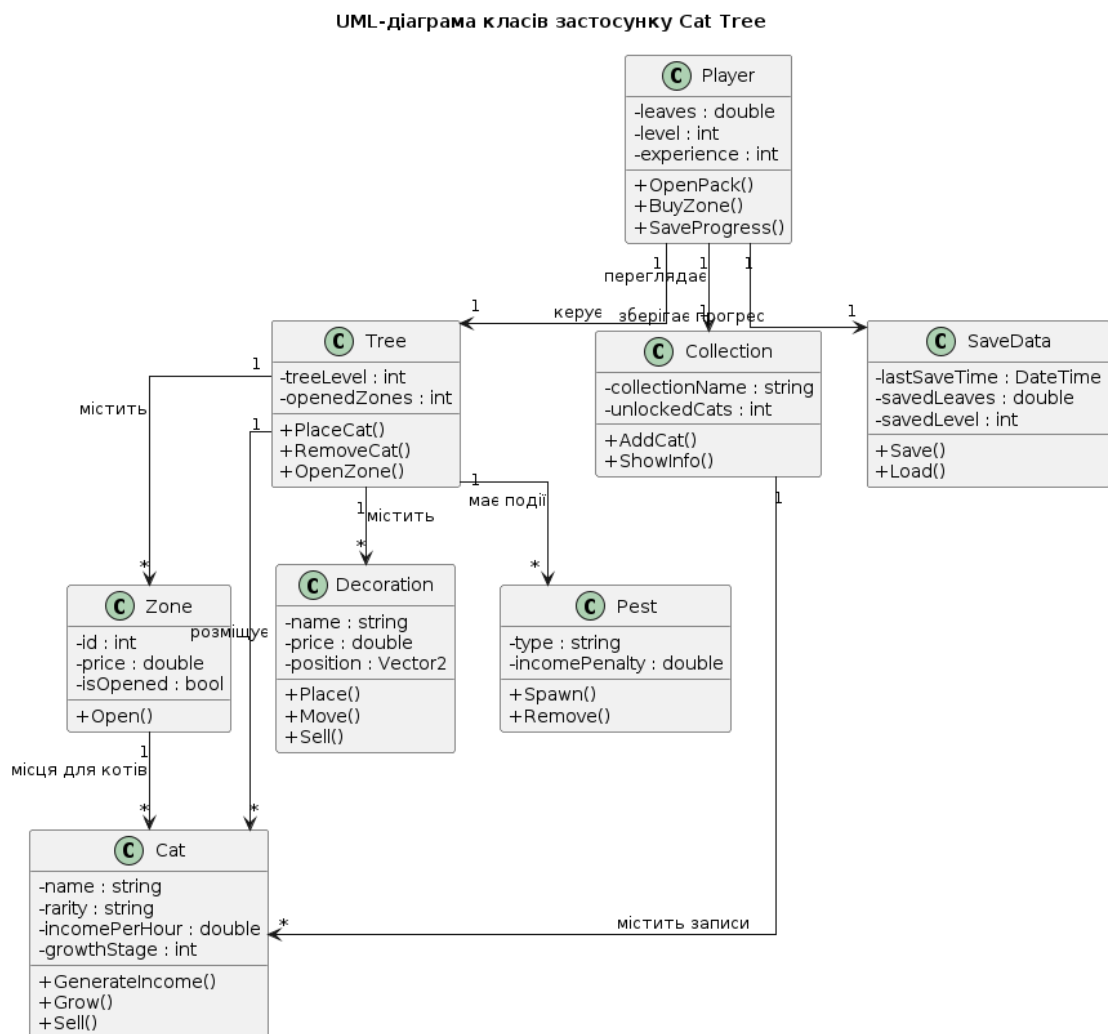 UML-діаграма класів застосунку Cat Tree
C Player
-leaves : double
-level : int
-experience : int
+OpenPack()
+BuyZone()
+SaveProgress()
1 1 1
переглядає
1 керує 1 зберігає прогрес 1
C Tree
-treeLevel : int
-openedZones : int
+PlaceCat()
+RemoveCat()
+OpenZone()
C Collection
-collectionName : string
-unlockedCats : int
+AddCat()
+ShowInfo()
C SaveData
-lastSaveTime : DateTime
-savedLeaves : double
-savedLevel : int
+Save()
+Load()
1
містить
1
1
містить
1
має події
1
*
*
*
C Zone
-id : int
-price : double
-isOpened : bool
+Open()
розміщує
C Decoration
-name : string
-price : double
-position : Vector2
+Place()
+Move()
+Sell()
C Pest
-type : string
-incomePenalty : double
+Spawn()
+Remove()
1
місця для котів
*
*
C Cat
-name : string
-rarity : string
-incomePerHour : double
-growthStage : int
+GenerateIncome()
+Grow()
+Sell()
*
містить записи